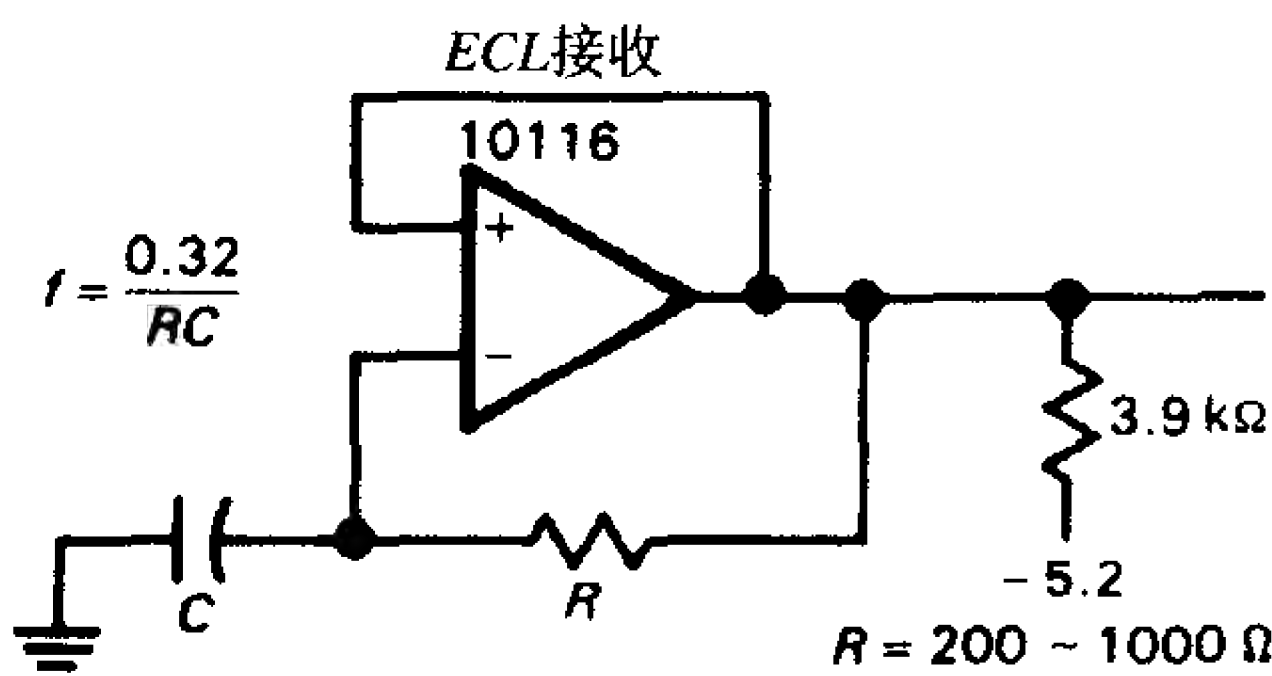 ECL接收
10116
+
f = 0.32/RC
−
3.9 kΩ
C
R
− 5.2
R = 200 ~ 1000 Ω